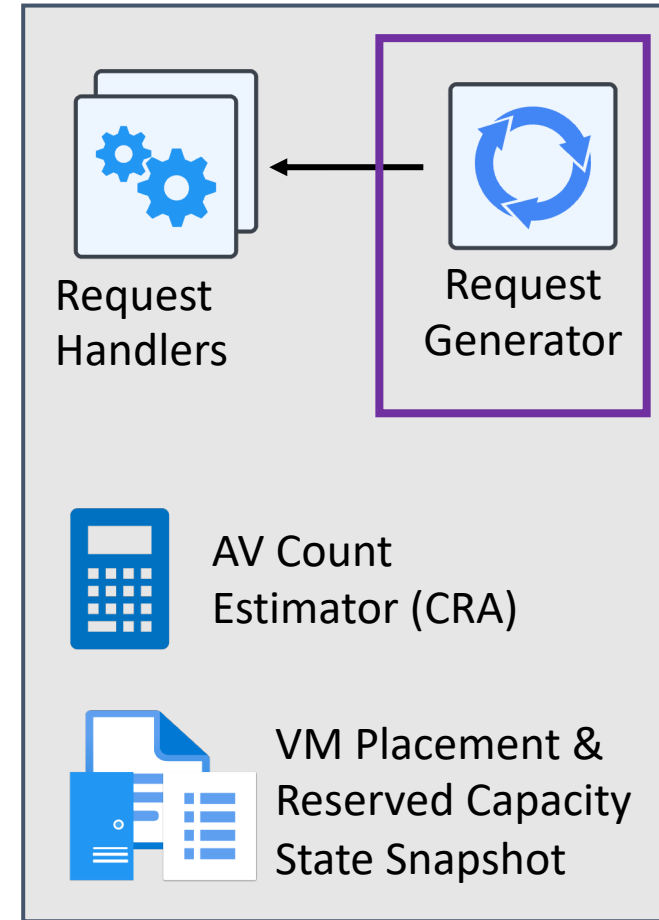 Request
Handlers
Request
Generator
AV Count
Estimator (CRA)
VM Placement &
Reserved Capacity
State Snapshot